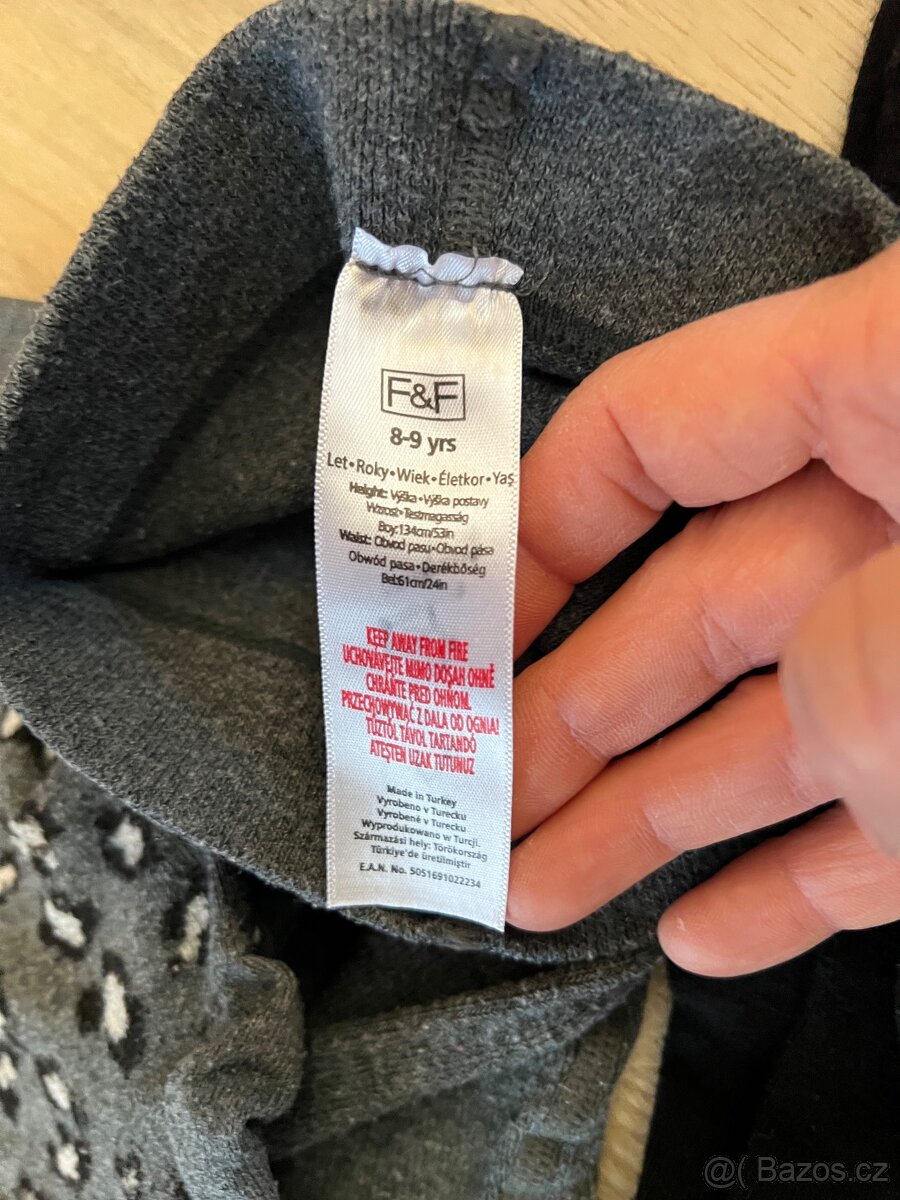 F&F
8-9 yrs
Let•Roky•Wiek•Életkor•Yaş
Height: Výška•Výška postavy
Wzrost•Testmagasság
Boy:134cm/53in
Waist: Obvod pasu•Obvod pása
Obwód pasa•Derékbőség
Bel:61cm/24in
KEEP AWAY FROM FIRE
UCHOVÁVEJTE MIMO DOSAH OHNĚ
CHRÁŇTE PRED OHŇOM.
PRZECHOWYWAĆ Z DALA OD OGNIA!
TŰZTŐL TÁVOL TARTANDÓ
ATEŞTEN UZAK TUTUNUZ
Made in Turkey
Vyrobeno v Turecku
Vyrobené v Turecku
Wyprodukowano w Turcji.
Származási hely: Törökország
Türkiye'de üretilmiştir
E.A.N. No. 5051691022234
@( Bazos.cz